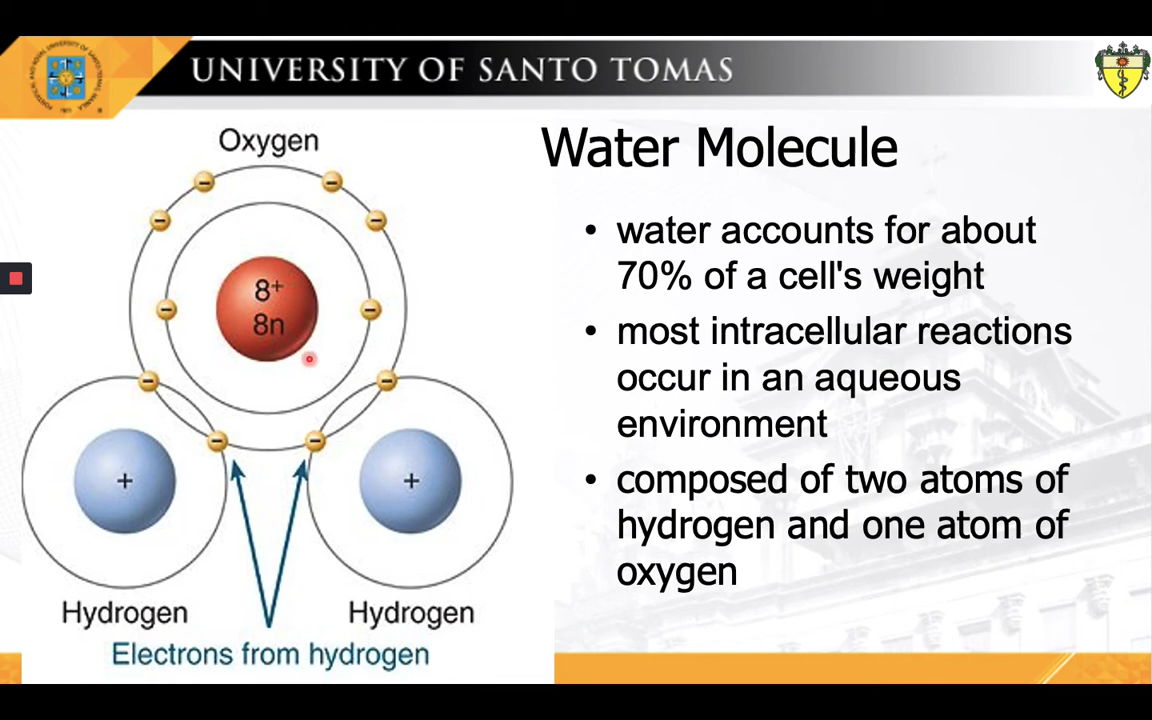 UNIVERSITY OF SANTO TOMAS
Oxygen
8+
8n
+
+
Hydrogen
Hydrogen
Electrons from hydrogen
Water Molecule
• water accounts for about
70% of a cell's weight
• most intracellular reactions
occur in an aqueous
environment
• composed of two atoms of
hydrogen and one atom of
oxygen